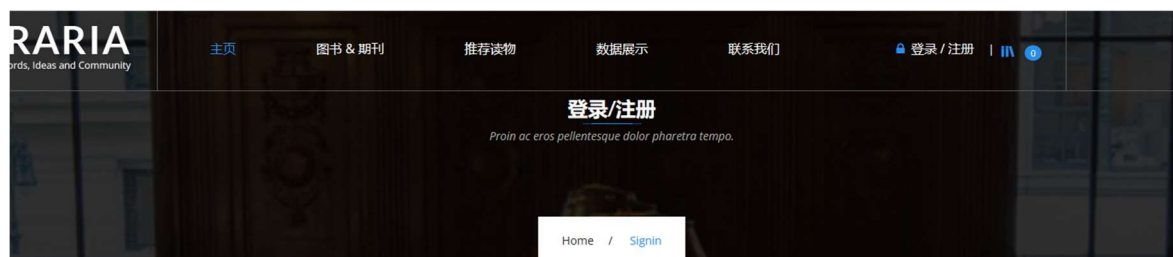 RARIA
ords, Ideas and Community
主页 图书 & 期刊 推荐读物 数据展示 联系我们 登录 / 注册 | 0
登录/注册
Proin ac eros pellentesque dolor pharetra tempo.
Home / Signin